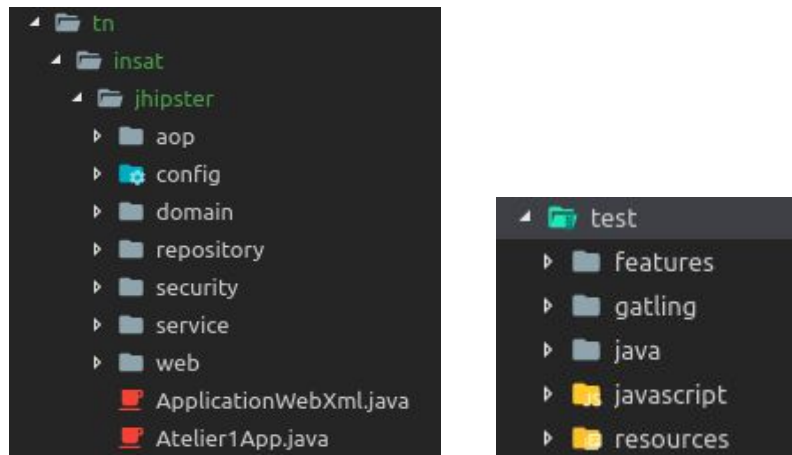 tn
insat
jhipster
aop
config
domain
repository
security
service
web
ApplicationWebXml.java
Atelier1App.java
test
features
gatling
java
javascript
resources